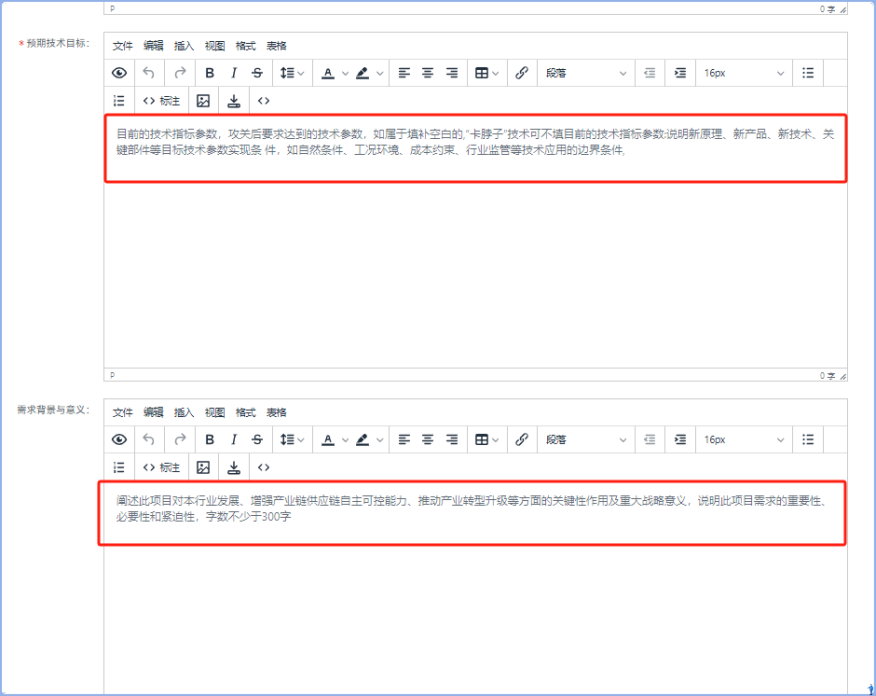 P 0 字
* 预期技术目标：
文件 编辑 插入 视图 格式 表格
B I S A 段落 16px
标注
目前的技术指标参数，攻关后要求达到的技术参数，如属于填补空白的,"卡脖子"技术可不填目前的技术指标参数;说明新原理、新产品、新技术、关
键部件等目标技术参数实现条 件，如自然条件、工况环境、成本约束、行业监管等技术应用的边界条件,
P 0 字
需求背景与意义：
文件 编辑 插入 视图 格式 表格
B I S A 段落 16px
标注
阐述此项目对本行业发展、增强产业链供应链自主可控能力、推动产业转型升级等方面的关键性作用及重大战略意义，说明此项目需求的重要性、
必要性和紧迫性，字数不少于300字